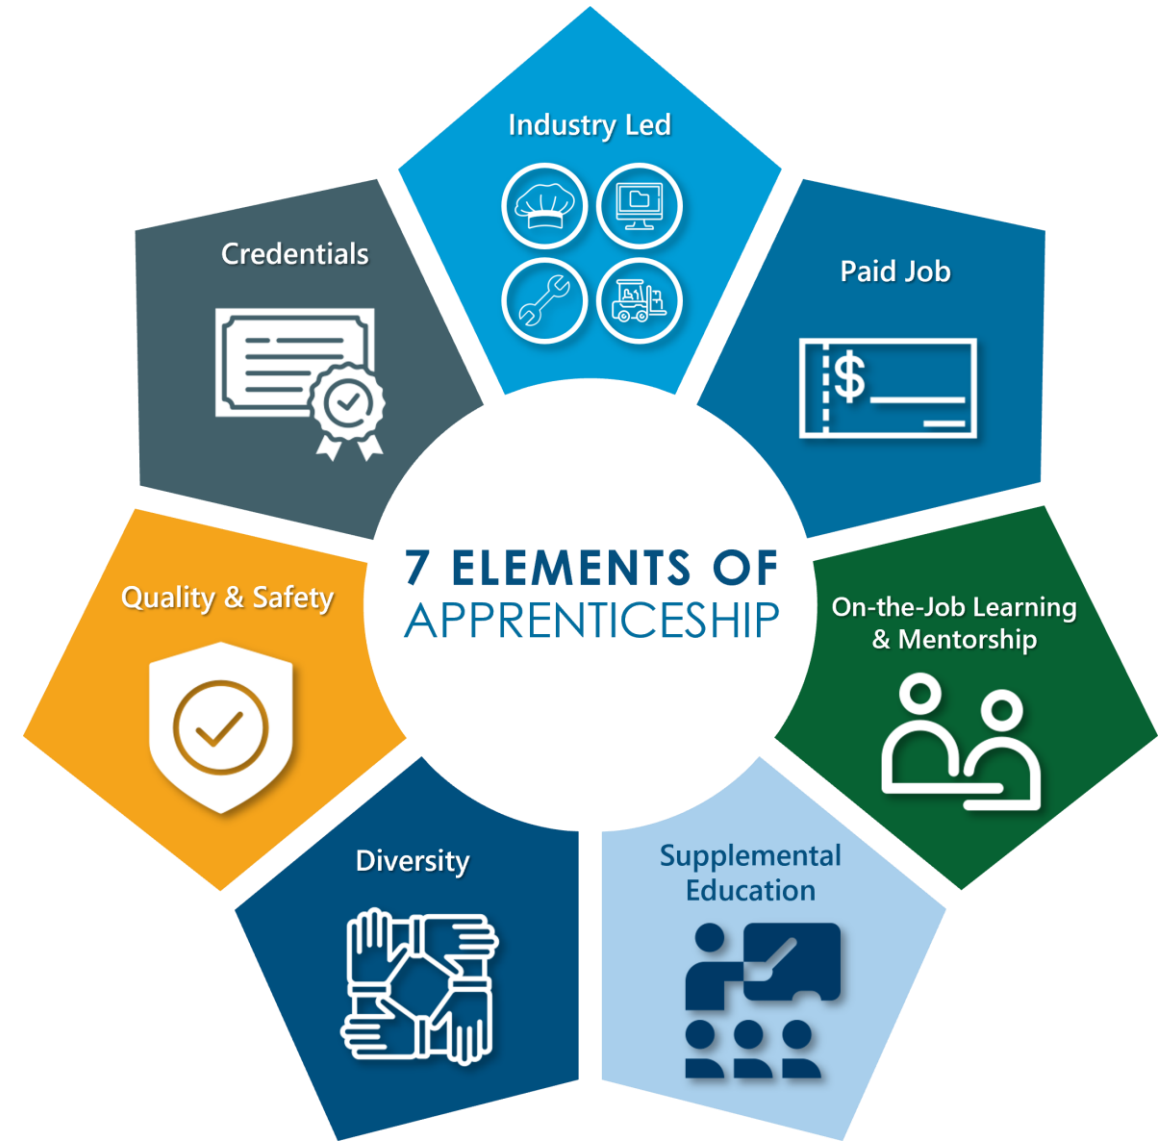 Industry Led
Paid Job
$
On-the-Job Learning
& Mentorship
Supplemental
Education
Diversity
Quality & Safety
Credentials
7 ELEMENTS OF
APPRENTICESHIP